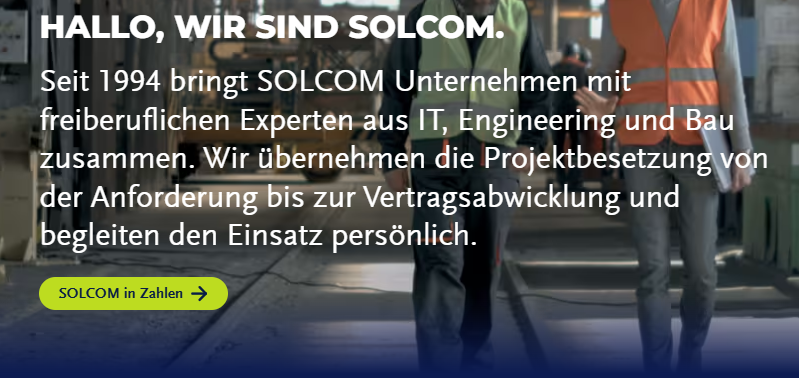 HALLO, WIR SIND SOLCOM.
Seit 1994 bringt SOLCOM Unternehmen mit
freiberuflichen Experten aus IT, Engineering und Bau
zusammen. Wir übernehmen die Projektbesetzung von
der Anforderung bis zur Vertragsabwicklung und
begleiten den Einsatz persönlich.
SOLCOM in Zahlen